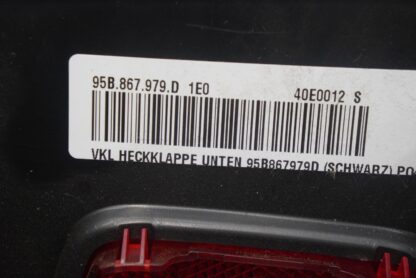 95B.867.979.D 1E0 40E0012 S
VKL HECKKLAPPE UNTEN 95B867979D (SCHWARZ)